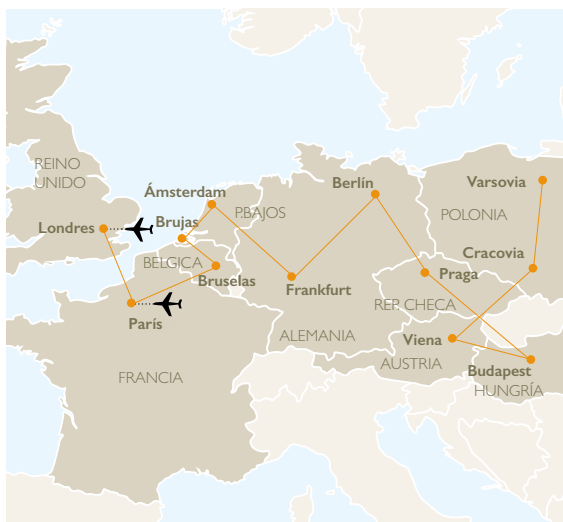 REINO
UNIDO
Ámsterdam
Berlín
Varsovia
P.BAJOS
POLONIA
Londres
Brujas
BELGICA
Cracovia
Bruselas
Frankfurt
Praga
REP. CHECA
París
ALEMANIA
Viena
AUSTRIA
Budapest
FRANCIA
HUNGRÍA